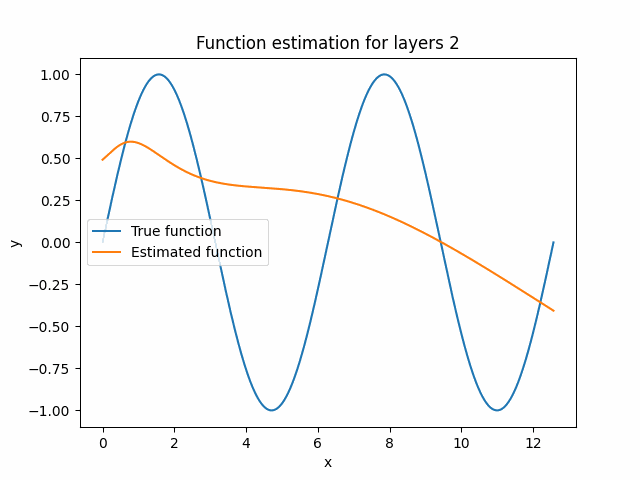 Function estimation for layers 2
1.00
0.75
0.50
0.25
0.00
−0.25
−0.50
−0.75
−1.00
y
True function
Estimated function
0 2 4 6 8 10 12
x